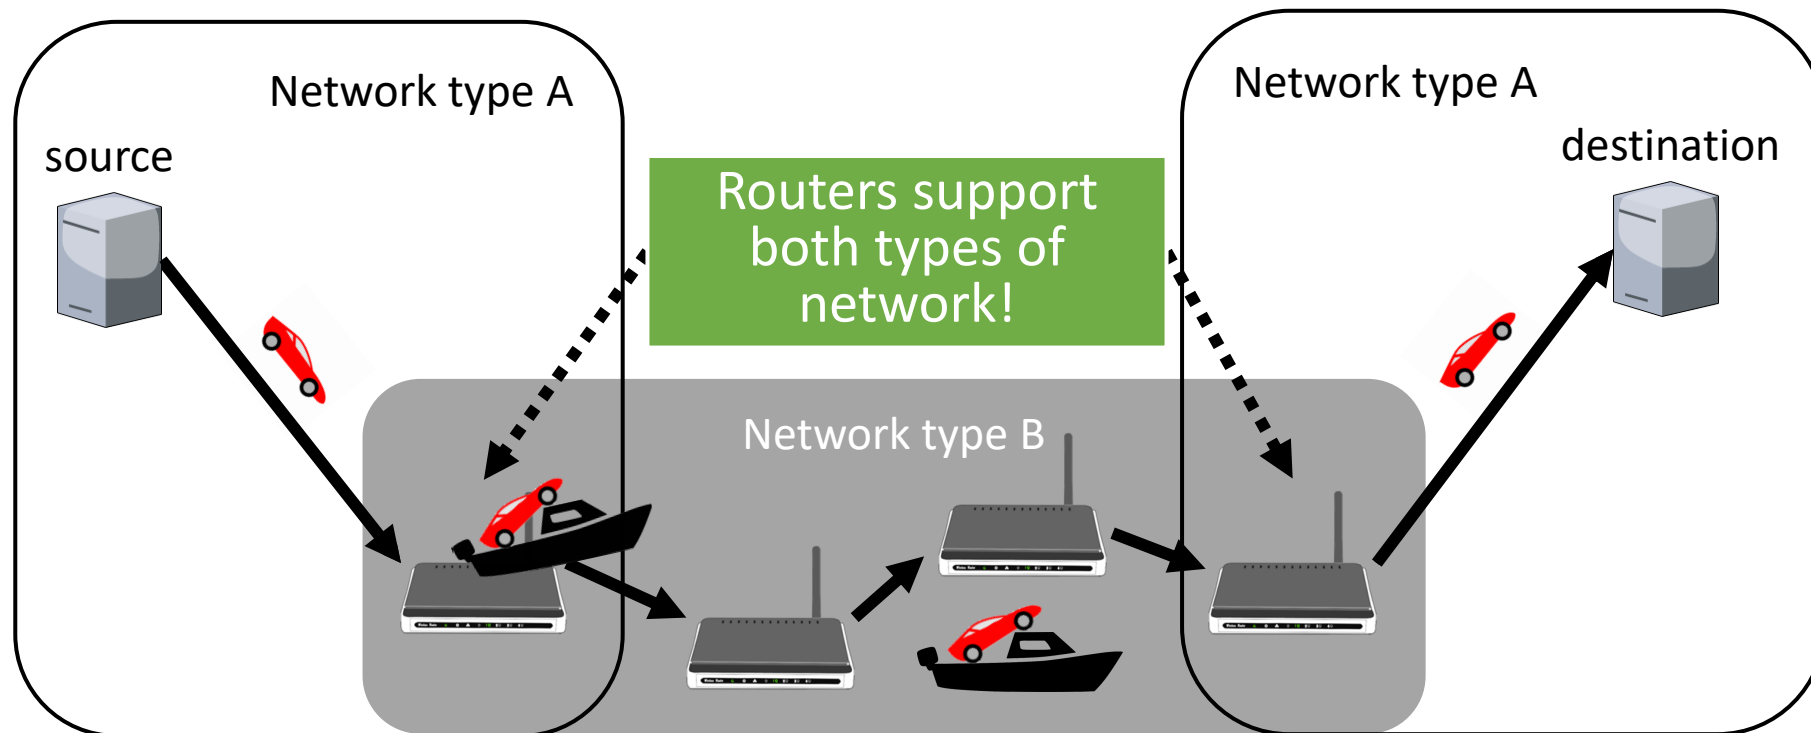 Network type A
Network type A
source
destination
Routers support
both types of
network!
Network type B